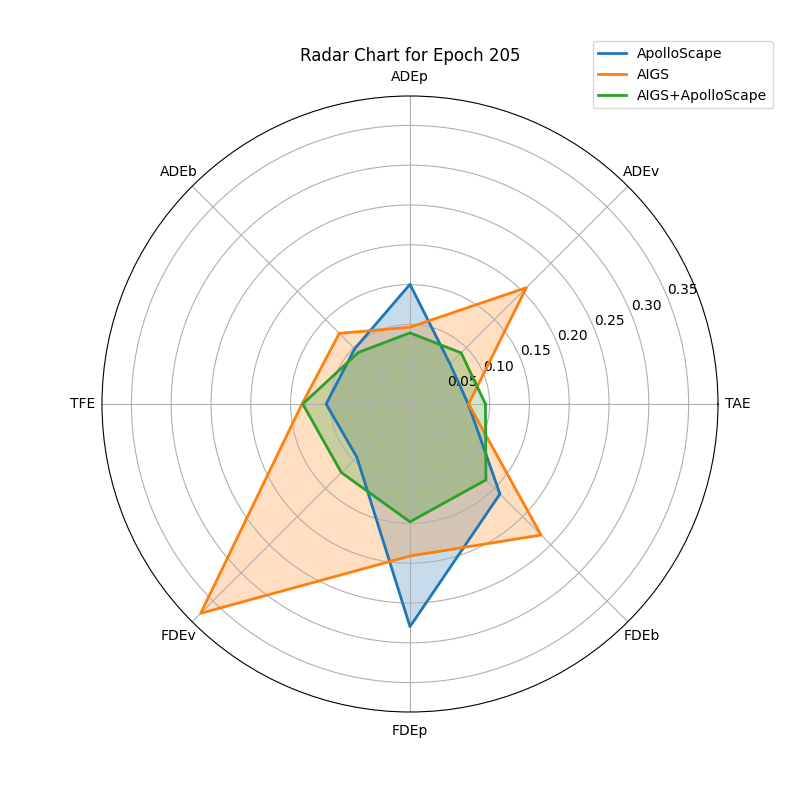 Radar Chart for Epoch 205
ApolloScape
AIGS
AIGS+ApolloScape
ADEp
ADEb
ADEv
0.35
0.30
0.25
0.20
0.15
0.10
0.05
TFE
TAE
FDEv
FDEb
FDEp